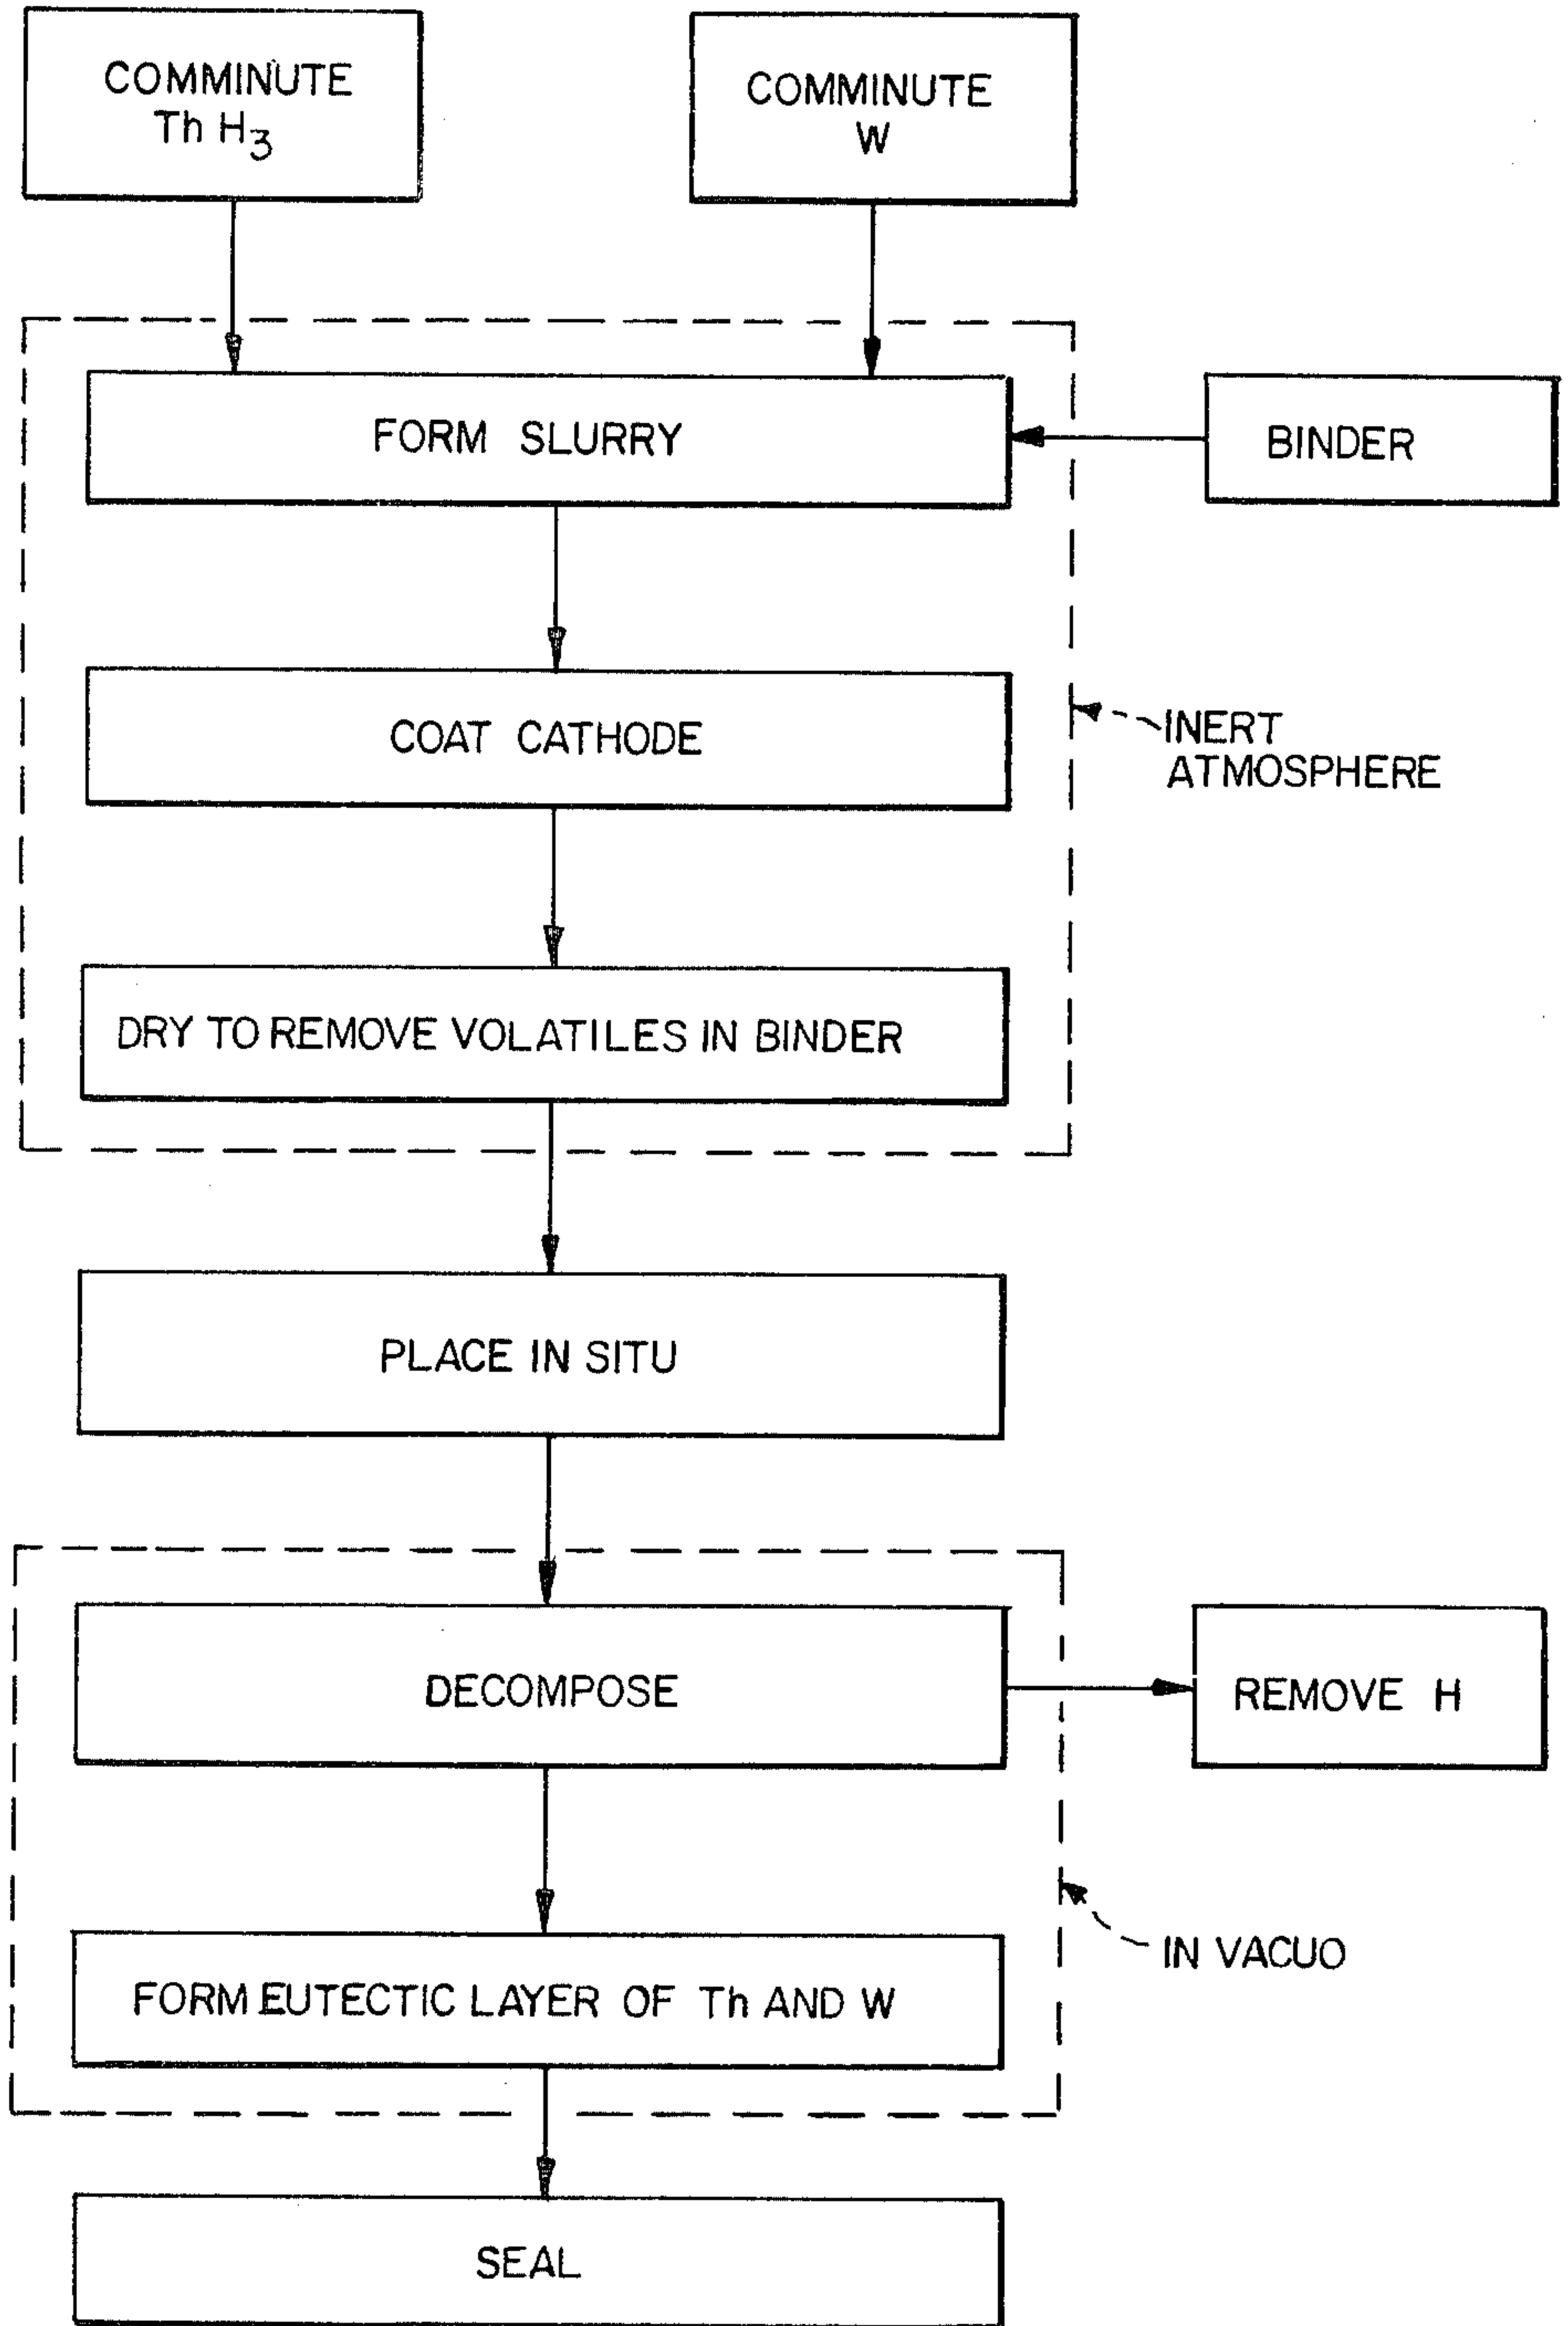 COMMINUTE
Th H3
COMMINUTE
W
FORM SLURRY
BINDER
COAT CATHODE
INERT
ATMOSPHERE
DRY TO REMOVE VOLATILES IN BINDER
PLACE IN SITU
DECOMPOSE
REMOVE H
IN VACUO
FORM EUTECTIC LAYER OF Th AND W
SEAL